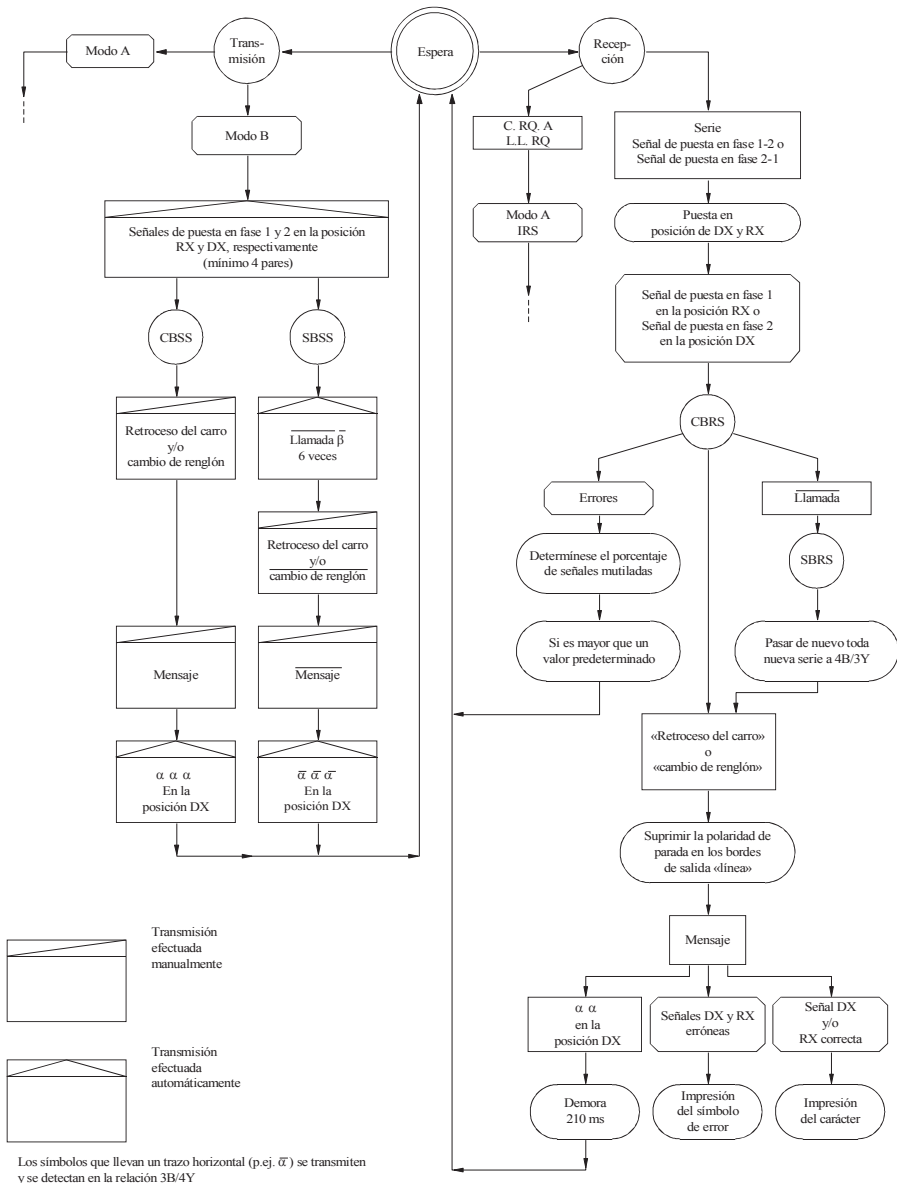 Modo A
Trans-
misión
Espera
Recep-
ción
Modo B
C. RQ. A
L.L. RQ
Serie
Señal de puesta en fase 1-2 o
Señal de puesta en fase 2-1
Señales de puesta en fase 1 y 2 en la posición
RX y DX, respectivamente
(mínimo 4 pares)
Modo A
IRS
Puesta en
posición de DX y RX
Señal de puesta en fase 1
en la posición RX o
Señal de puesta en fase 2
en la posición DX
CBSS
SBSS
CBRS
Retroceso del carro
y/o
cambio de renglón
L̅l̅a̅m̅a̅d̅a̅ β̅
6 veces
Errores
L̅l̅a̅m̅a̅d̅a̅
Retroceso del carro
y̅/̅o̅
c̅a̅m̅b̅i̅o̅ d̅e̅ r̅e̅n̅g̅l̅ó̅n̅
Determínese el porcentaje
de señales mutiladas
SBRS
Si es mayor que un
valor predeterminado
Pasar de nuevo toda
nueva serie a 4B/3Y
Mensaje
M̅e̅n̅s̅a̅j̅e̅
«Retroceso del carro»
o
«cambio de renglón»
α α α
En la
posición DX
α̅ α̅ α̅
En la
posición DX
Suprimir la polaridad de
parada en los bordes
de salida «línea»
Mensaje
Transmisión
efectuada
manualmente
α α
en la
posición DX
Señales DX y RX
erróneas
Señal DX
y/o
RX correcta
Transmisión
efectuada
automáticamente
Demora
210 ms
Impresión
del símbolo
de error
Impresión
del carácter
Los símbolos que llevan un trazo horizontal (p.ej. α̅) se transmiten
y se detectan en la relación 3B/4Y